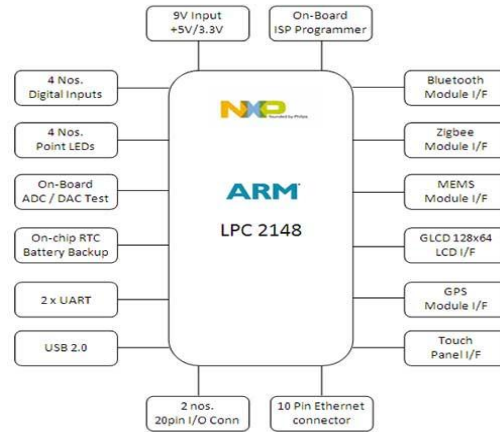 9V Input
+5V/3.3V
On-Board
ISP Programmer
4 Nos.
Digital Inputs
4 Nos.
Point LEDs
On-Board
ADC / DAC Test
On-chip RTC
Battery Backup
2 x UART
USB 2.0
NXP
founded by Philips
ARM
LPC 2148
Bluetooth
Module I/F
Zigbee
Module I/F
MEMS
Module I/F
GLCD 128x64
LCD I/F
GPS
Module I/F
Touch
Panel I/F
2 nos.
20pin I/O Conn
10 Pin Ethernet
connector